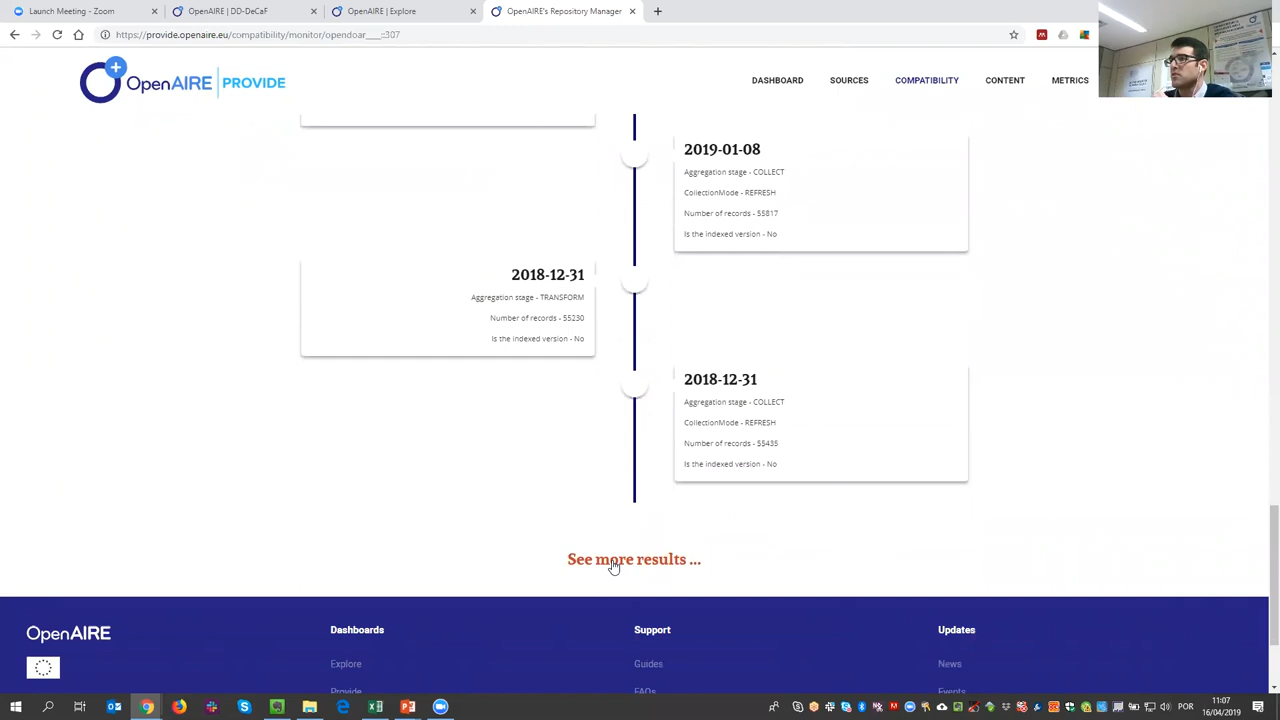 Launch Meeting - Zoom
OpenAIRE | DD-DeCaF
OpenAIRE | Explore
OpenAIRE's Repository Manager
https://provide.openaire.eu/compatibility/monitor/opendoar____::307
OpenAIRE PROVIDE
DASHBOARD
SOURCES
COMPATIBILITY
CONTENT
METRICS
2019-01-08
Aggregation stage - COLLECT
CollectionMode - REFRESH
Number of records - 55817
Is the indexed version - No
2018-12-31
Aggregation stage - TRANSFORM
Number of records - 55230
Is the indexed version - No
2018-12-31
Aggregation stage - COLLECT
CollectionMode - REFRESH
Number of records - 55435
Is the indexed version - No
See more results ...
OpenAIRE
Dashboards
Support
Updates
Explore
Guides
News
Provide
FAQs
Events
11:07
POR
16/04/2019